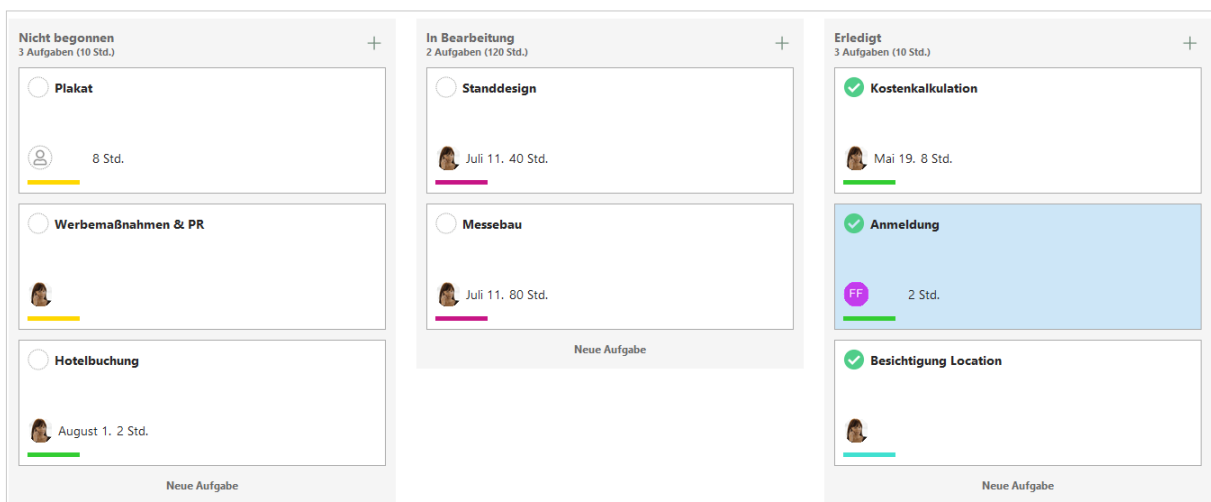 Nicht begonnen
3 Aufgaben (10 Std.)
Plakat
8 Std.
Werbemaßnahmen & PR
Hotelbuchung
August 1. 2 Std.
Neue Aufgabe
In Bearbeitung
2 Aufgaben (120 Std.)
Standdesign
Juli 11. 40 Std.
Messebau
Juli 11. 80 Std.
Neue Aufgabe
Erledigt
3 Aufgaben (10 Std.)
Kostenkalkulation
Mai 19. 8 Std.
Anmeldung
FF 2 Std.
Besichtigung Location
Neue Aufgabe